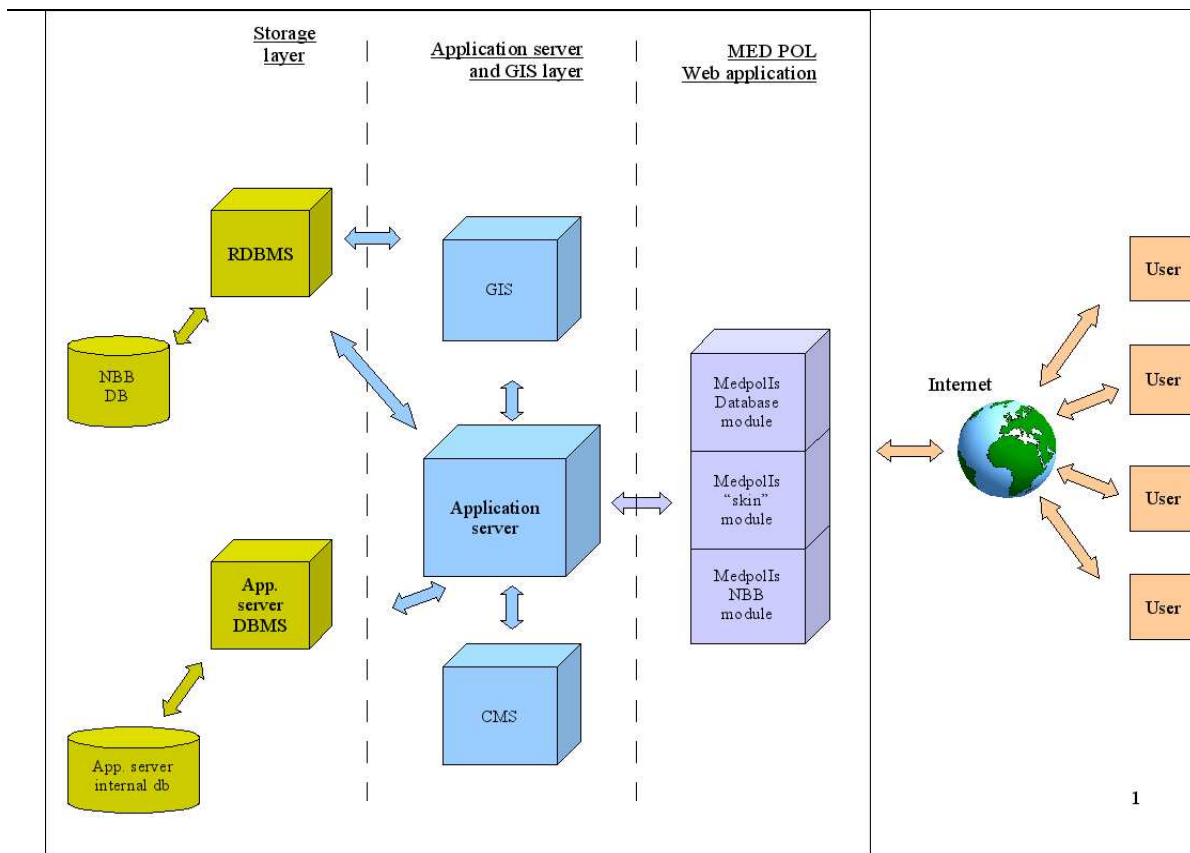 Storage
layer
Application server
and GIS layer
MED POL
Web application
RDBMS
GIS
NBB
DB
Application
server
App.
server
DBMS
CMS
App. server
internal db
MedpolIs
Database
module
MedpolIs
“skin”
module
MedpolIs
NBB
module
Internet
User
User
User
User
1